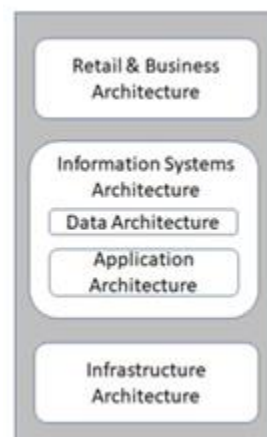 Retail & Business
Architecture
Information Systems
Architecture
Data Architecture
Application
Architecture
Infrastructure
Architecture